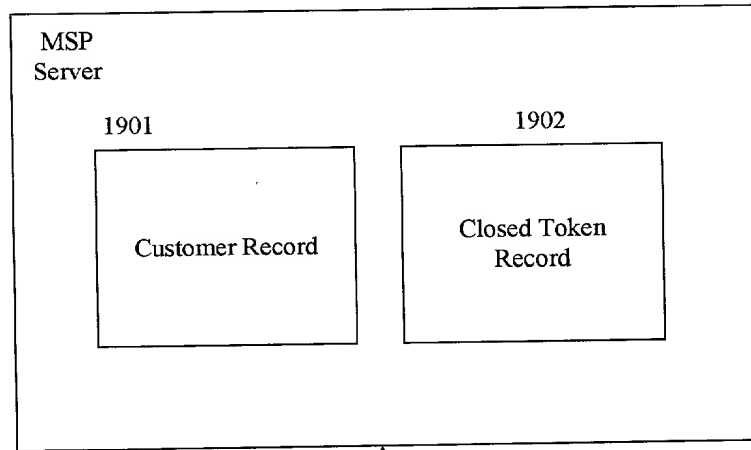 MSP
Server
1901
1902
Customer Record
Closed Token
Record